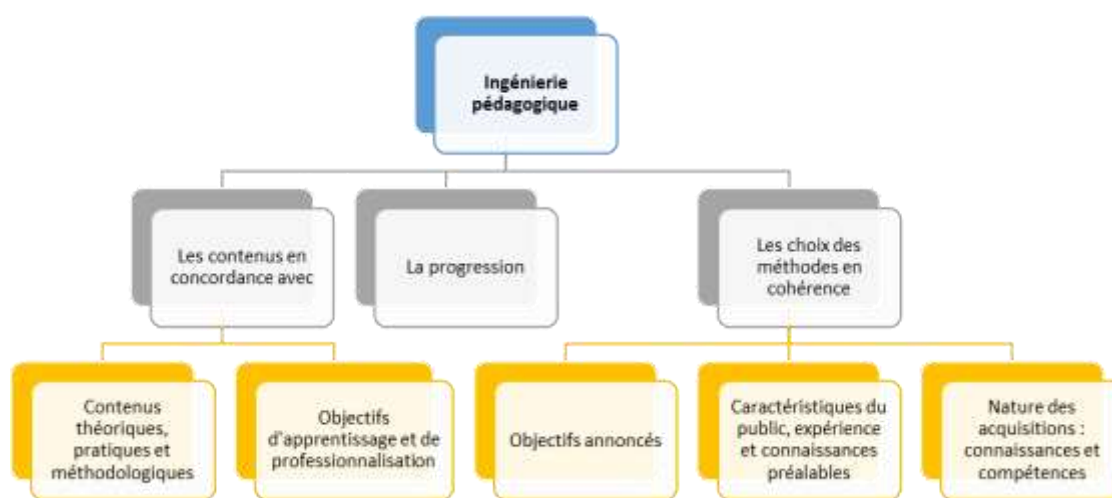 Ingénierie
pédagogique
Les contenus en
concordance avec
La progression
Les choix des
méthodes en
cohérence
Contenus
théoriques,
pratiques et
méthodologiques
Objectifs
d'apprentissage et de
professionnalisation
Objectifs annoncés
Caractéristiques du
public, expérience
et connaissances
préalables
Nature des
acquisitions :
connaissances et
compétences